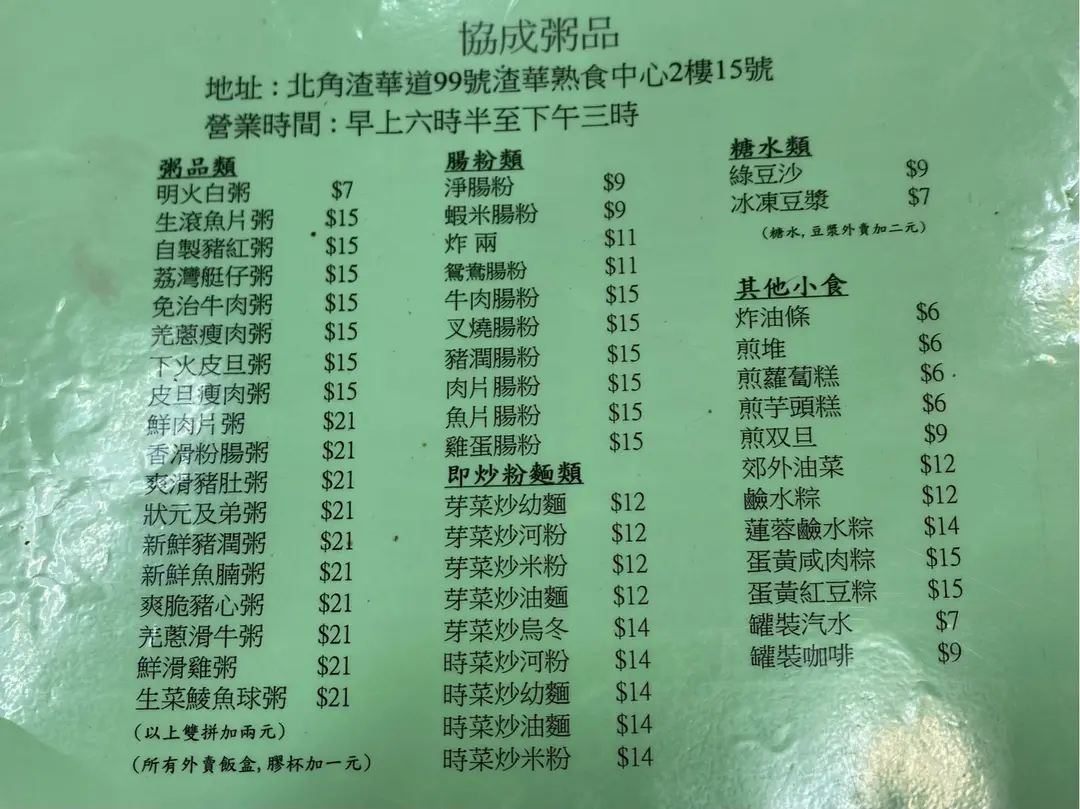 協成粥品
地址：北角渣華道99號渣華熟食中心2樓15號
營業時間：早上六時半至下午三時
粥品類
明火白粥 $7
生滾魚片粥 $15
自製豬紅粥 $15
荔灣艇仔粥 $15
免治牛肉粥 $15
羌蔥瘦肉粥 $15
下火皮旦粥 $15
皮旦瘦肉粥 $15
鮮肉片粥 $21
香滑粉腸粥 $21
爽滑豬肚粥 $21
狀元及弟粥 $21
新鮮豬潤粥 $21
新鮮魚腩粥 $21
爽脆豬心粥 $21
羌蔥滑牛粥 $21
鮮滑雞粥 $21
生菜鯪魚球粥 $21
(以上雙拼加兩元)
(所有外賣飯盒,膠杯加一元)
腸粉類
淨腸粉 $9
蝦米腸粉 $9
炸 兩 $11
鴛鴦腸粉 $11
牛肉腸粉 $15
叉燒腸粉 $15
豬潤腸粉 $15
肉片腸粉 $15
魚片腸粉 $15
雞蛋腸粉 $15
即炒粉麵類
芽菜炒幼麵 $12
芽菜炒河粉 $12
芽菜炒米粉 $12
芽菜炒油麵 $12
芽菜炒烏冬 $14
時菜炒河粉 $14
時菜炒幼麵 $14
時菜炒油麵 $14
時菜炒米粉 $14
糖水類
綠豆沙 $9
冰凍豆漿 $7
(糖水,豆漿外賣加二元)
其他小食
炸油條 $6
煎堆 $6
煎蘿蔔糕 $6
煎芋頭糕 $6
煎双旦 $9
郊外油菜 $12
鹼水粽 $12
蓮蓉鹼水粽 $14
蛋黃咸肉粽 $15
蛋黃紅豆粽 $15
罐裝汽水 $7
罐裝咖啡 $9